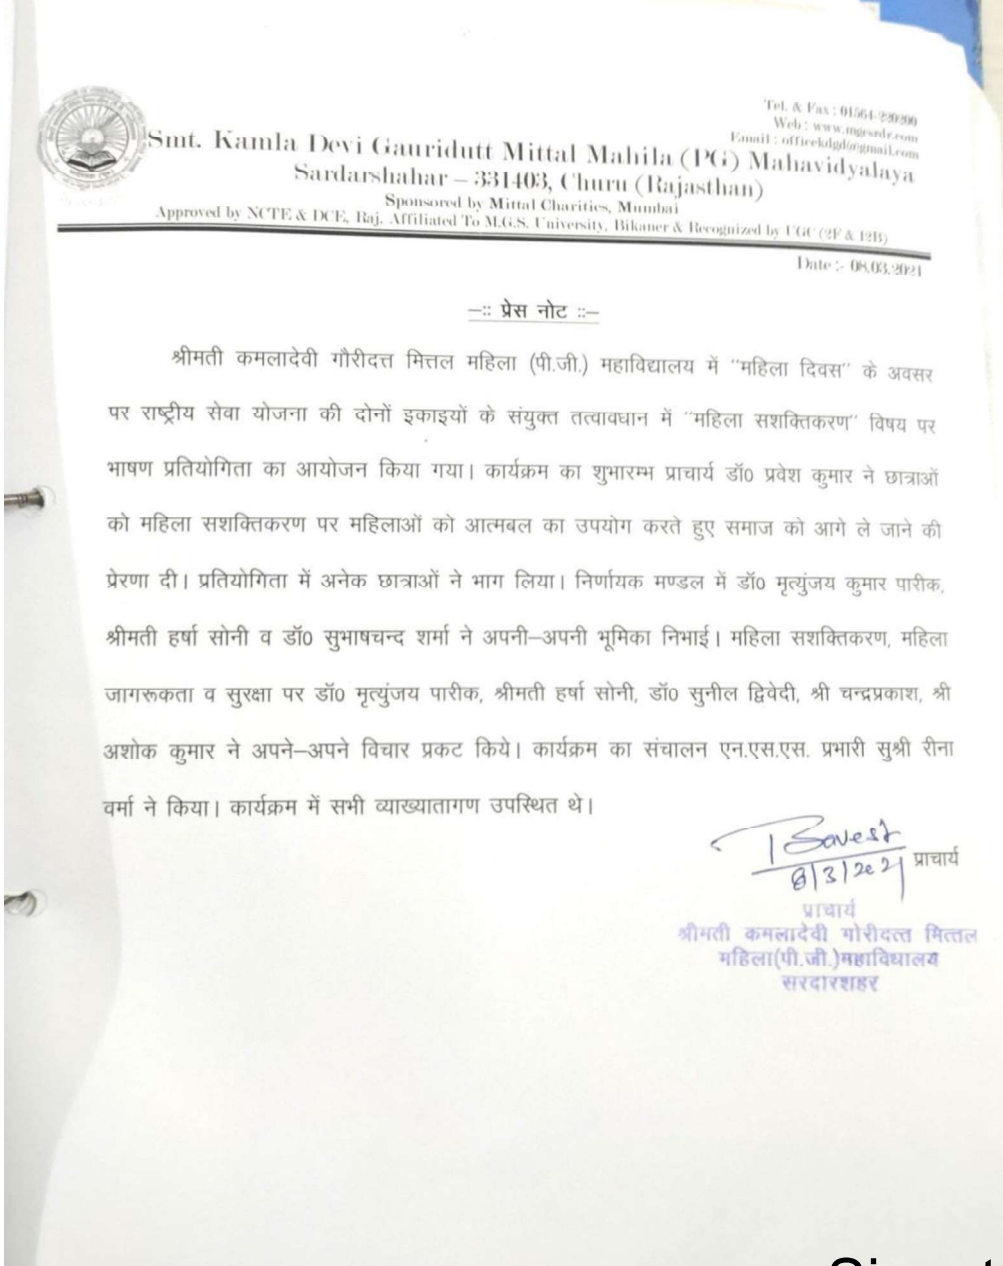 Tel. & Fax : 01564-220200
Web : www.mgcsrdr.com
Email : officekdgd@gmail.com
Smt. Kamla Devi Gauridutt Mittal Mahila (PG) Mahavidyalaya
Sardarshahar – 331403, Churu (Rajasthan)
Sponsored by Mittal Charities, Mumbai
Approved by NCTE & DCE, Raj. Affiliated To M.G.S. University, Bikaner & Recognized by UGC (2F & 12B)
Date :- 08.03.2021
–:: प्रेस नोट ::–
श्रीमती कमलादेवी गौरीदत्त मित्तल महिला (पी.जी.) महाविद्यालय में "महिला दिवस" के अवसर
पर राष्ट्रीय सेवा योजना की दोनों इकाइयों के संयुक्त तत्वावधान में "महिला सशक्तिकरण" विषय पर
भाषण प्रतियोगिता का आयोजन किया गया। कार्यक्रम का शुभारम्भ प्राचार्य डॉ0 प्रवेश कुमार ने छात्राओं
को महिला सशक्तिकरण पर महिलाओं को आत्मबल का उपयोग करते हुए समाज को आगे ले जाने की
प्रेरणा दी। प्रतियोगिता में अनेक छात्राओं ने भाग लिया। निर्णायक मण्डल में डॉ0 मृत्युंजय कुमार पारीक,
श्रीमती हर्षा सोनी व डॉ0 सुभाषचन्द शर्मा ने अपनी–अपनी भूमिका निभाई। महिला सशक्तिकरण, महिला
जागरूकता व सुरक्षा पर डॉ0 मृत्युंजय पारीक, श्रीमती हर्षा सोनी, डॉ0 सुनील द्विवेदी, श्री चन्द्रप्रकाश, श्री
अशोक कुमार ने अपने–अपने विचार प्रकट किये। कार्यक्रम का संचालन एन.एस.एस. प्रभारी सुश्री रीना
वर्मा ने किया। कार्यक्रम में सभी व्याख्यातागण उपस्थित थे।
8/3/2021 प्राचार्य
प्राचार्य
श्रीमती कमलादेवी गोरीदत्त मित्तल
महिला(पी.जी.)महाविधालय
सरदारशहर